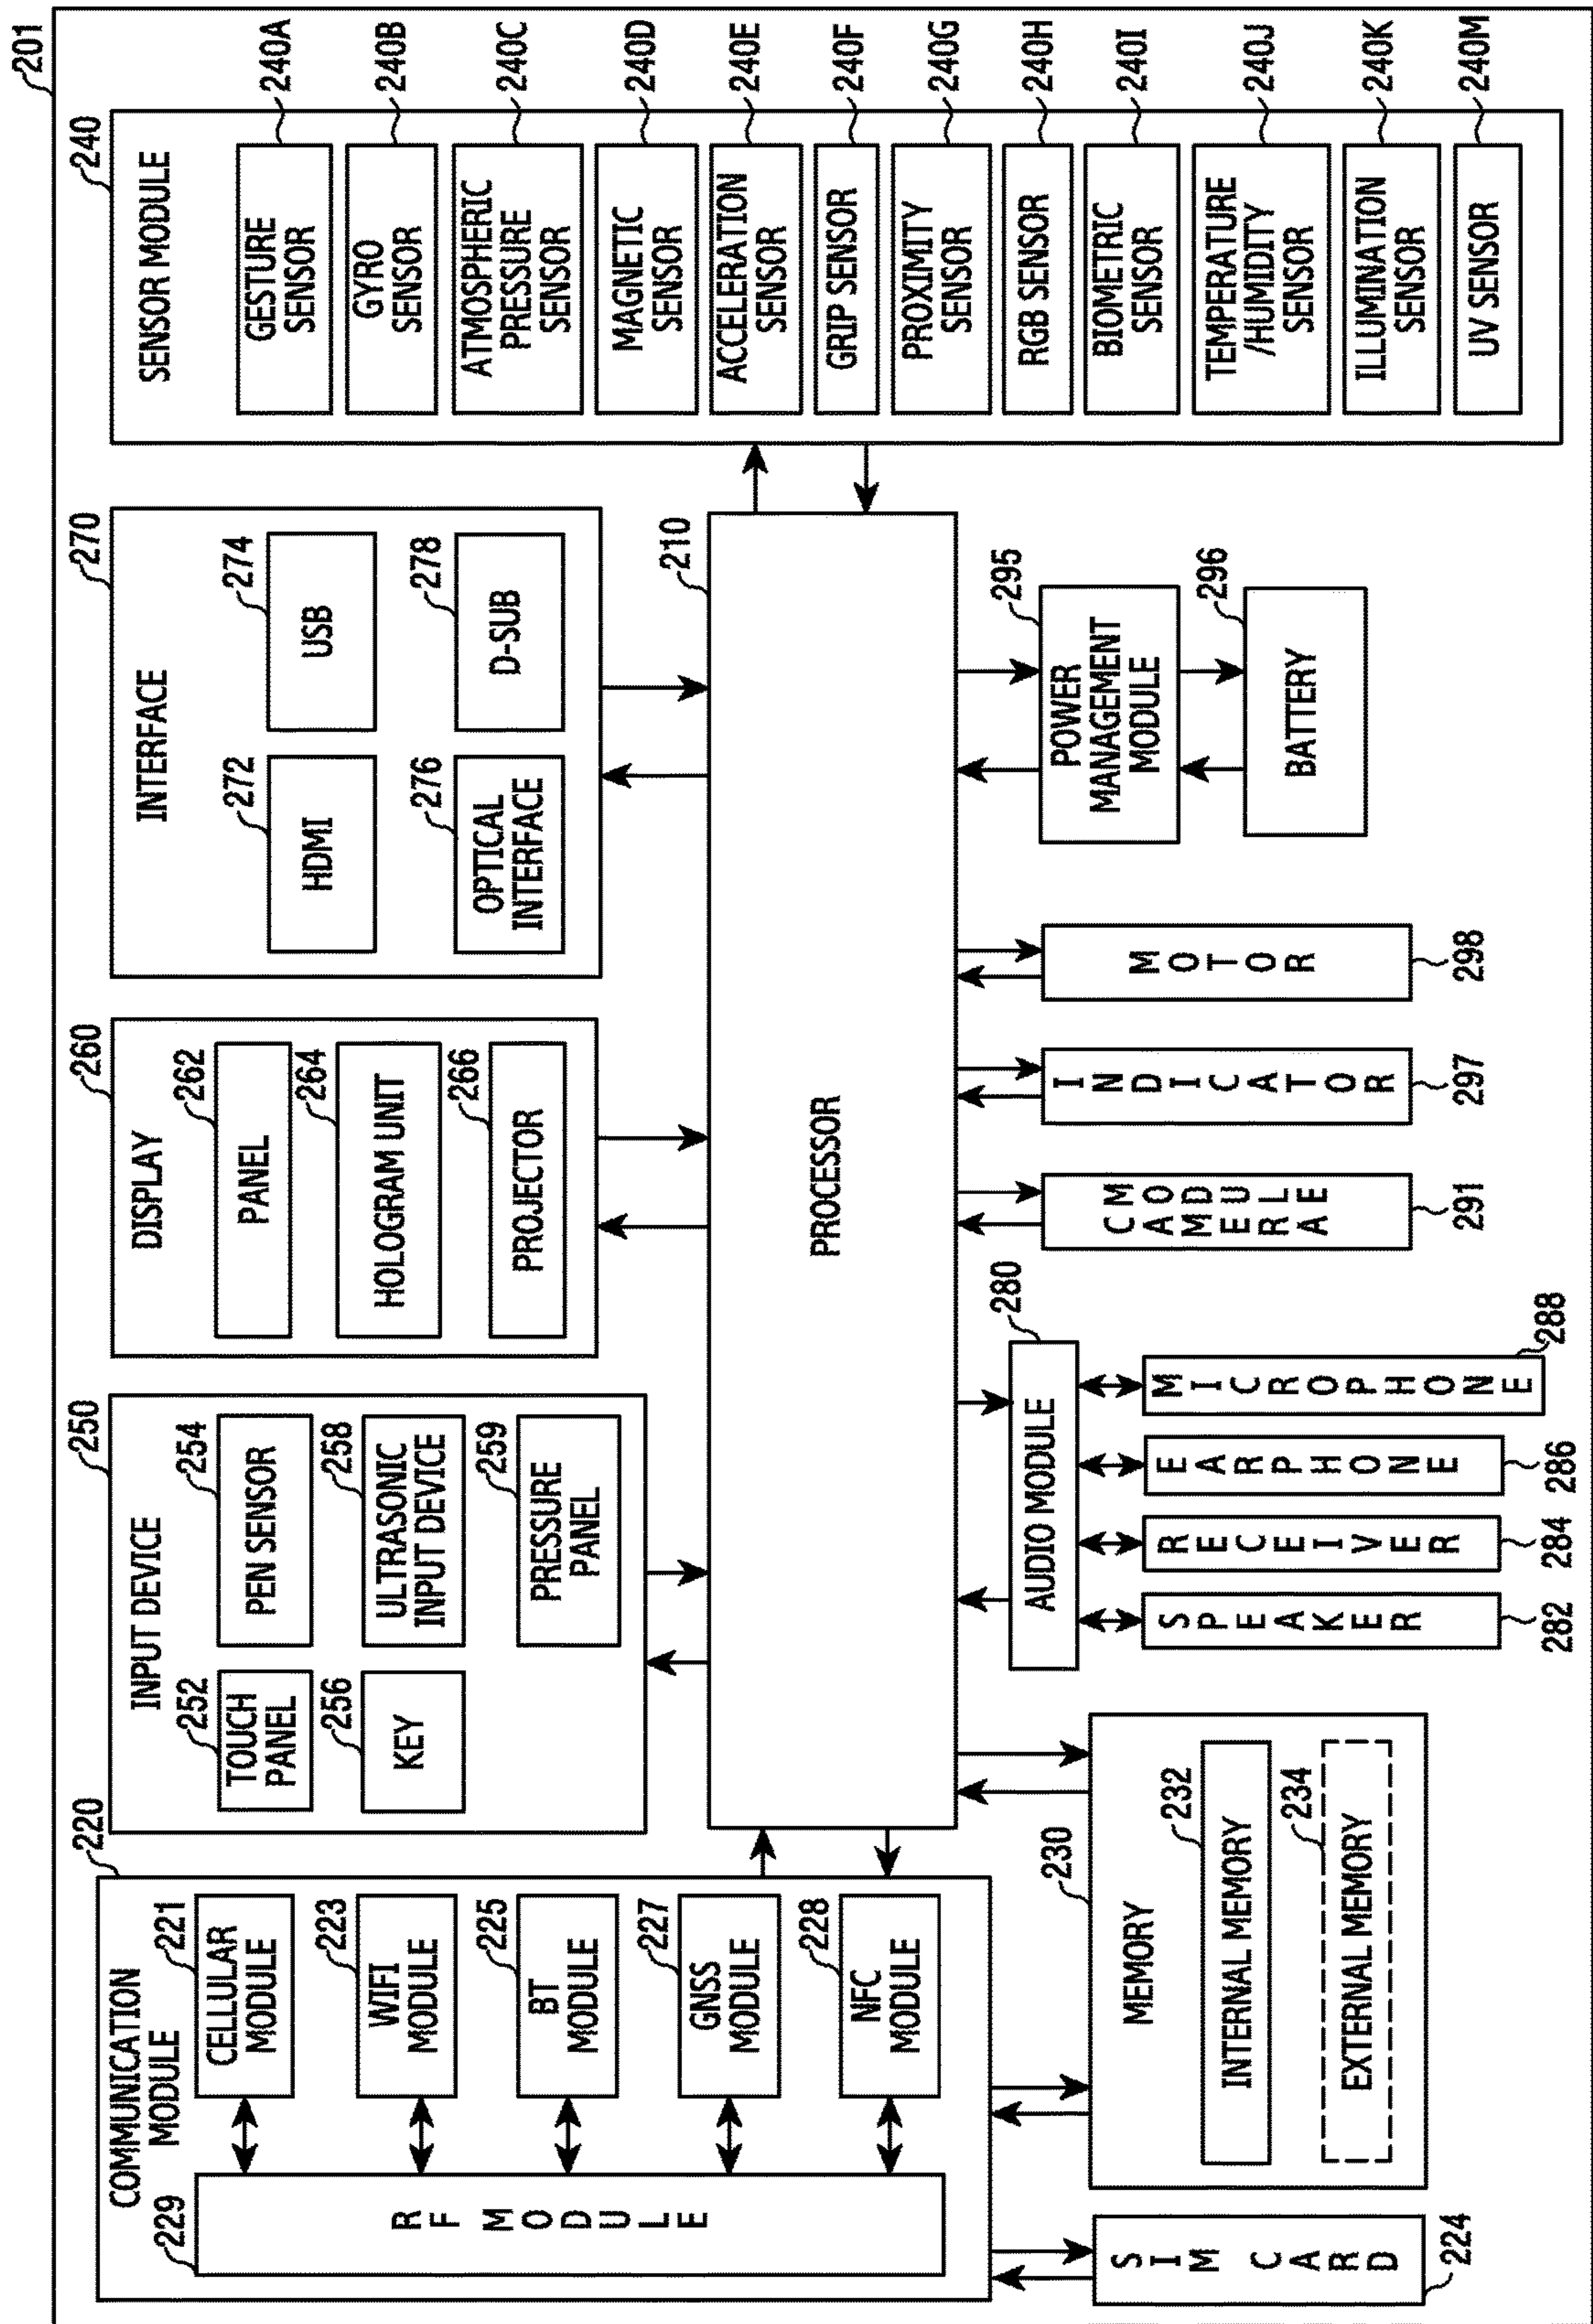 201
220
COMMUNICATION
MODULE
229
RF MODULE
221
CELLULAR
MODULE
223
WIFI
MODULE
225
BT
MODULE
227
GNSS
MODULE
228
NFC
MODULE
250
INPUT DEVICE
252
TOUCH
PANEL
254
PEN SENSOR
256
KEY
258
ULTRASONIC
INPUT DEVICE
259
PRESSURE
PANEL
260
DISPLAY
262
PANEL
264
HOLOGRAM UNIT
266
PROJECTOR
270
INTERFACE
272
HDMI
274
USB
276
OPTICAL
INTERFACE
278
D-SUB
240
SENSOR MODULE
GESTURE
SENSOR
240A
GYRO
SENSOR
240B
ATMOSPHERIC
PRESSURE
SENSOR
240C
MAGNETIC
SENSOR
240D
ACCELERATION
SENSOR
240E
GRIP SENSOR
240F
PROXIMITY
SENSOR
240G
RGB SENSOR
240H
BIOMETRIC
SENSOR
240I
TEMPERATURE
/HUMIDITY
SENSOR
240J
ILLUMINATION
SENSOR
240K
UV SENSOR
240M
210
PROCESSOR
SIM CARD
224
230
MEMORY
232
INTERNAL MEMORY
234
EXTERNAL MEMORY
280
AUDIO MODULE
SPEAKER
282
RECEIVER
284
EARPHONE
286
MICROPHONE
288
CAMERA
MODULE
291
INDICATOR
297
MOTOR
298
295
POWER
MANAGEMENT
MODULE
296
BATTERY